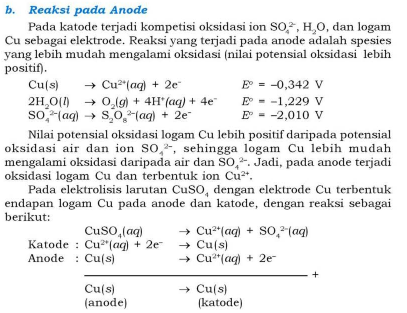 b. Reaksi pada Anode
Pada katode terjadi kompetisi oksidasi ion SO₄²⁻, H₂O, dan logam
Cu sebagai elektrode. Reaksi yang terjadi pada anode adalah spesies
yang lebih mudah mengalami oksidasi (nilai potensial oksidasi lebih
positif).
Cu(s) → Cu²⁺(aq) + 2e⁻ E° = –0,342 V
2H₂O(l) → O₂(g) + 4H⁺(aq) + 4e⁻ E° = –1,229 V
SO₄²⁻(aq) → S₂O₈²⁻(aq) + 2e⁻ E° = –2,010 V
Nilai potensial oksidasi logam Cu lebih positif daripada potensial
oksidasi air dan ion SO₄²⁻, sehingga logam Cu lebih mudah
mengalami oksidasi daripada air dan SO₄²⁻. Jadi, pada anode terjadi
oksidasi logam Cu dan terbentuk ion Cu²⁺.
Pada elektrolisis larutan CuSO₄ dengan elektrode Cu terbentuk
endapan logam Cu pada anode dan katode, dengan reaksi sebagai
berikut:
CuSO₄(aq) → Cu²⁺(aq) + SO₄²⁻(aq)
Katode : Cu²⁺(aq) + 2e⁻ → Cu(s)
Anode : Cu(s) → Cu²⁺(aq) + 2e⁻
+
Cu(s) → Cu(s)
(anode) (katode)